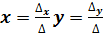 x = Δx/Δ y = Δy/Δ